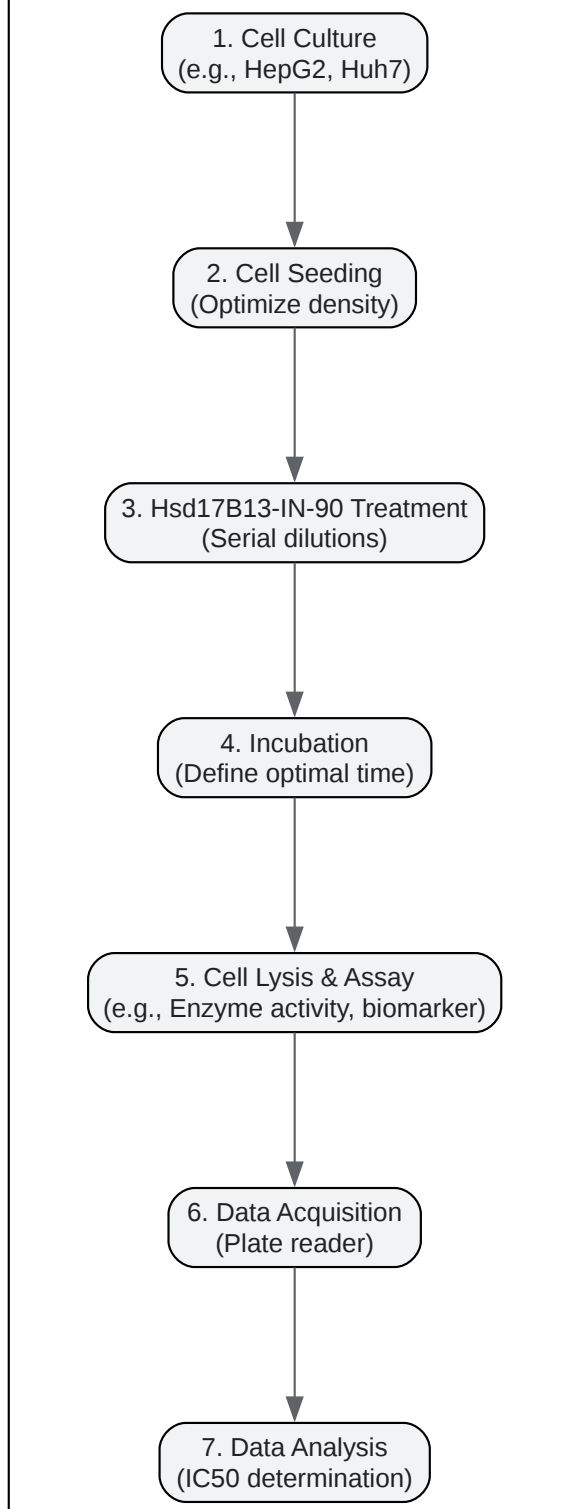 1. Cell Culture
(e.g., HepG2, Huh7)
2. Cell Seeding
(Optimize density)
3. Hsd17B13-IN-90 Treatment
(Serial dilutions)
4. Incubation
(Define optimal time)
5. Cell Lysis & Assay
(e.g., Enzyme activity, biomarker)
6. Data Acquisition
(Plate reader)
7. Data Analysis
(IC50 determination)